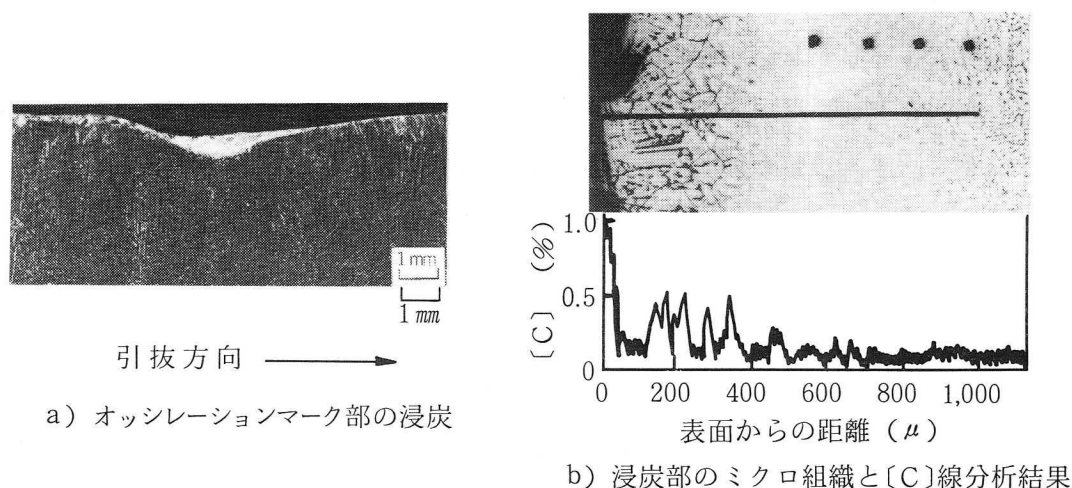 1 mm
1 mm
引抜方向
a）オッシレーションマーク部の浸炭
1.0
0.5
0
〔C〕（%）
0 200 400 600 800 1,000
表面からの距離（μ）
b）浸炭部のミクロ組織と〔C〕線分析結果